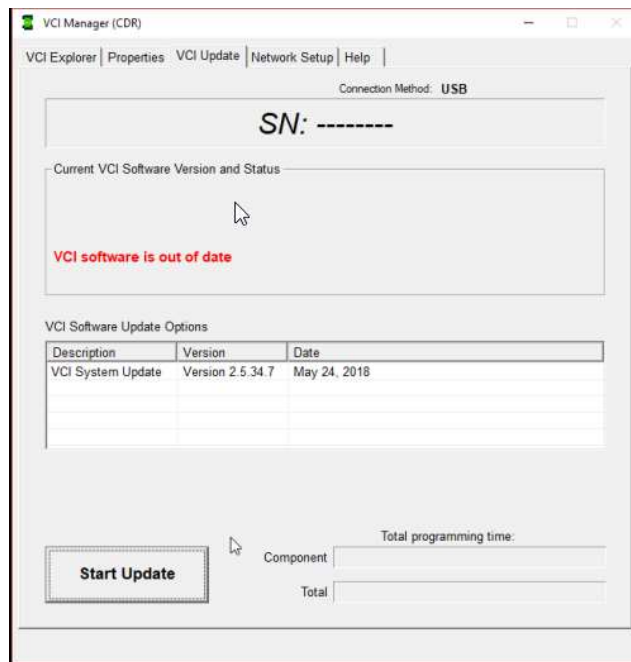 VCI Manager (CDR)
VCI Explorer Properties VCI Update Network Setup Help
Connection Method: USB
SN: --------
Current VCI Software Version and Status
VCI software is out of date
VCI Software Update Options
Description Version Date
VCI System Update Version 2.5.34.7 May 24, 2018
Total programming time:
Component
Start Update
Total